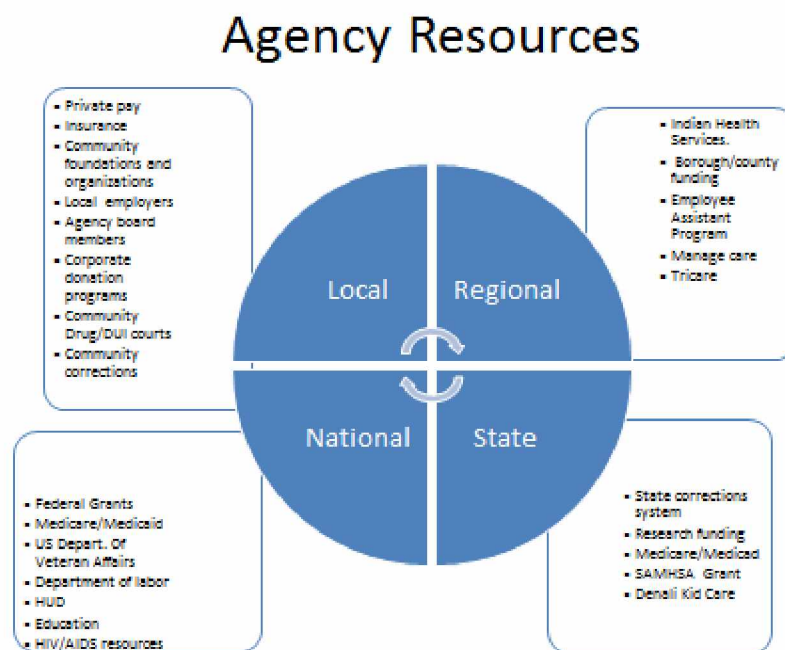 Agency Resources
▪ Private pay
▪ Insurance
▪ Community
foundations and
organizations
▪ Local employers
▪ Agency board
members
▪ Corporate
donation
programs
▪ Community
Drug/DUI courts
▪ Community
corrections
▪ Indian Health
Services.
▪ Borough/county
funding
▪ Employee
Assistant
Program
▪ Manage care
▪ Tricare
Local
Regional
National
State
▪ Federal Grants
▪ Medicare/Medicaid
▪ US Depart. Of
Veteran Affairs
▪ Department of labor
▪ HUD
▪ Education
▪ HIV/AIDS resources
▪ State corrections
system
▪ Research funding
▪ Medicare/Medicad
▪ SAMHSA Grant
▪ Denali Kid Care